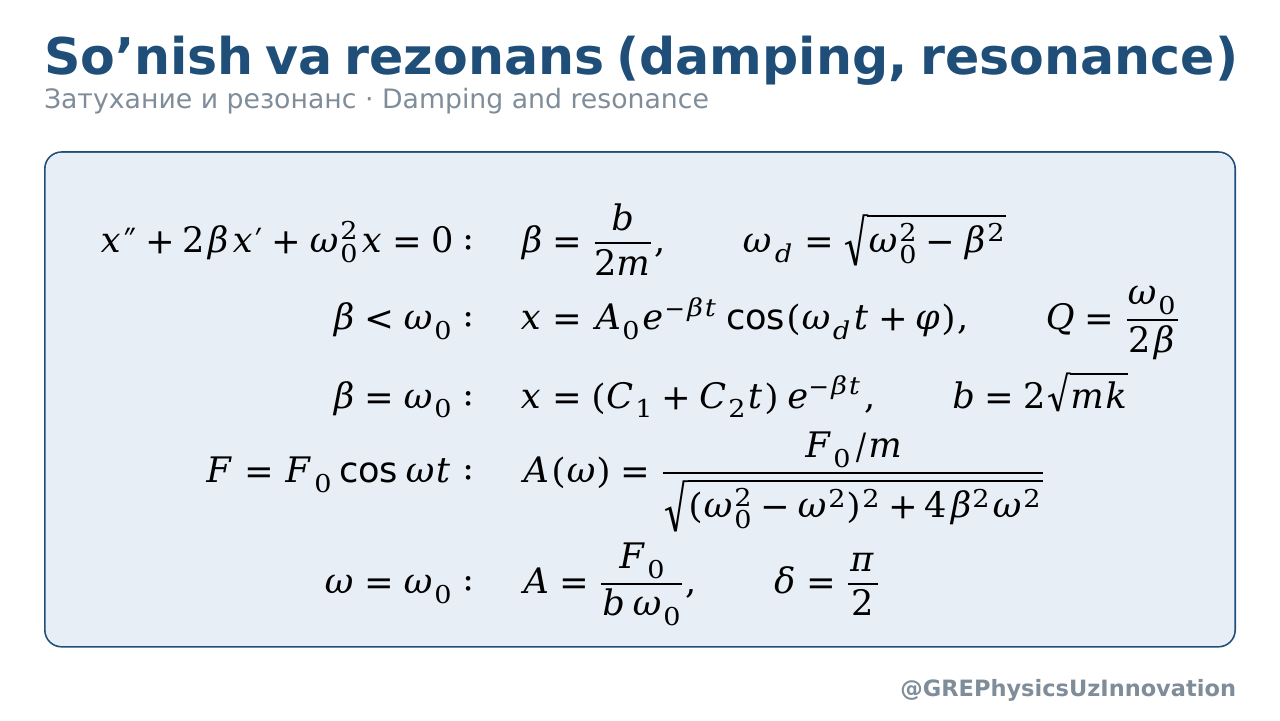 So’nish va rezonans (damping, resonance)
Затухание и резонанс · Damping and resonance
x″ + 2βx′ + ω₀²x = 0 : β = b/2m, ω_d = √(ω₀² − β²)
β < ω₀ : x = A₀e^{−βt} cos(ω_d t + φ), Q = ω₀/2β
β = ω₀ : x = (C₁ + C₂t) e^{−βt}, b = 2√mk
F = F₀ cos ωt : A(ω) = (F₀/m)/√((ω₀² − ω²)² + 4β²ω²)
ω = ω₀ : A = F₀/(b ω₀), δ = π/2
@GREPhysicsUzInnovation